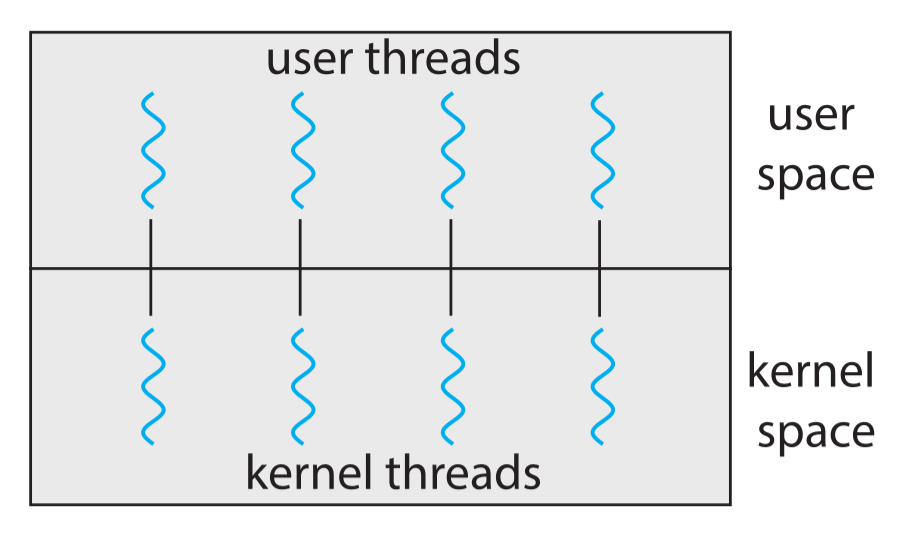 user threads
user
space
kernel
space
kernel threads